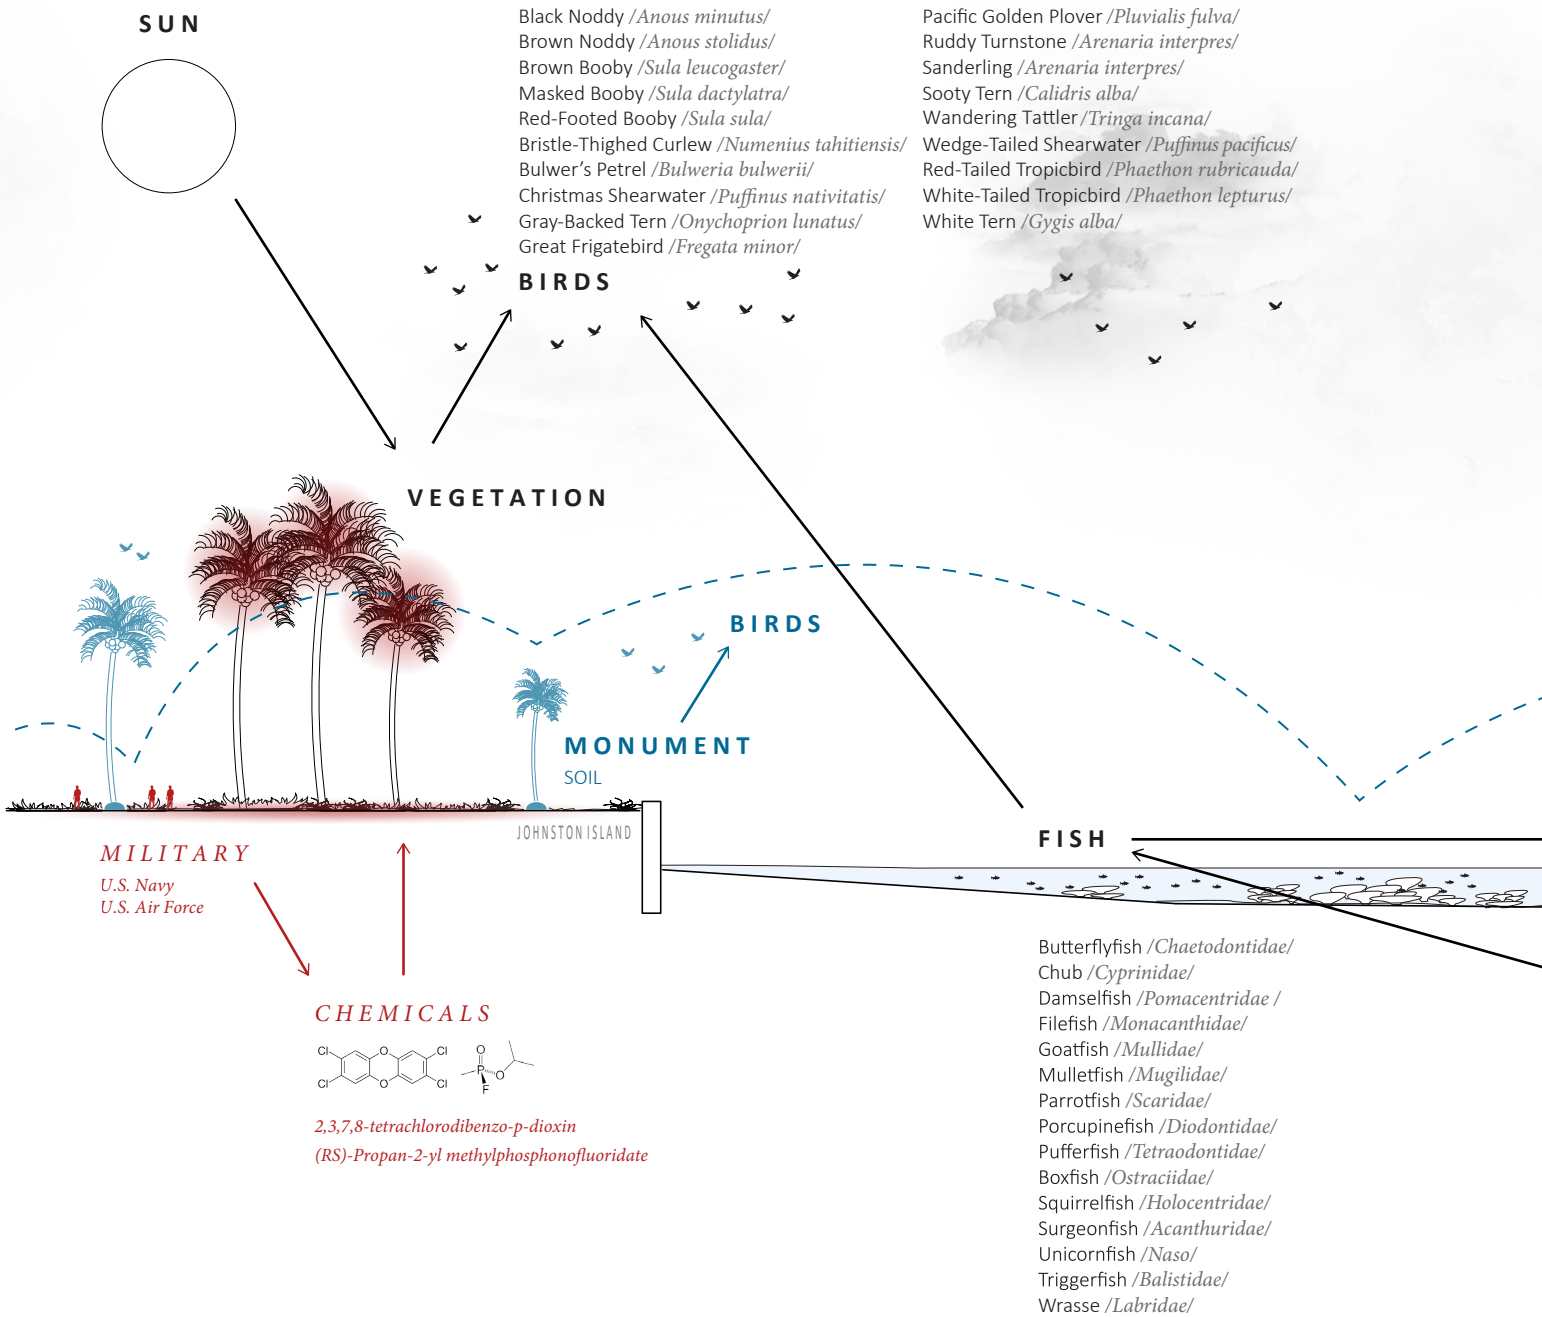 SUN
Black Noddy /Anous minutus/
Brown Noddy /Anous stolidus/
Brown Booby /Sula leucogaster/
Masked Booby /Sula dactylatra/
Red-Footed Booby /Sula sula/
Bristle-Thighed Curlew /Numenius tahitiensis/
Bulwer's Petrel /Bulweria bulwerii/
Christmas Shearwater /Puffinus nativitatis/
Gray-Backed Tern /Onychoprion lunatus/
Great Frigatebird /Fregata minor/
Pacific Golden Plover /Pluvialis fulva/
Ruddy Turnstone /Arenaria interpres/
Sanderling /Arenaria interpres/
Sooty Tern /Calidris alba/
Wandering Tattler /Tringa incana/
Wedge-Tailed Shearwater /Puffinus pacificus/
Red-Tailed Tropicbird /Phaethon rubricauda/
White-Tailed Tropicbird /Phaethon lepturus/
White Tern /Gygis alba/
BIRDS
VEGETATION
BIRDS
MONUMENT
SOIL
JOHNSTON ISLAND
MILITARY
U.S. Navy
U.S. Air Force
FISH
CHEMICALS
Cl O Cl
Cl O Cl
O
P O
F
2,3,7,8-tetrachlorodibenzo-p-dioxin
(RS)-Propan-2-yl methylphosphonofluoridate
Butterflyfish /Chaetodontidae/
Chub /Cyprinidae/
Damselfish /Pomacentridae /
Filefish /Monacanthidae/
Goatfish /Mullidae/
Mulletfish /Mugilidae/
Parrotfish /Scaridae/
Porcupinefish /Diodontidae/
Pufferfish /Tetraodontidae/
Boxfish /Ostraciidae/
Squirrelfish /Holocentridae/
Surgeonfish /Acanthuridae/
Unicornfish /Naso/
Triggerfish /Balistidae/
Wrasse /Labridae/